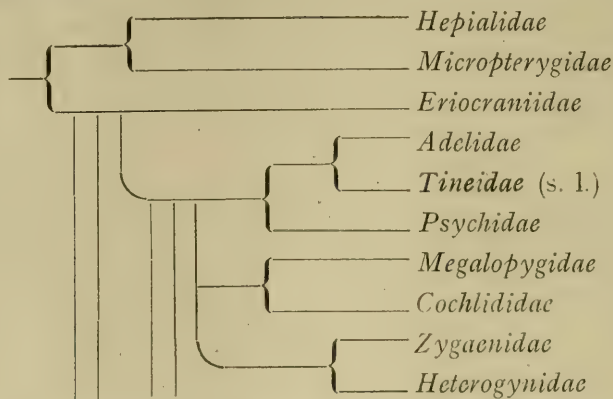 Hepialidae
Micropterygidae
Eriocraniidae
Adelidae
Tineidae (s. l.)
Psychidae
Megalopygidae
Cochlididae
Zygaenidae
Heterogynidae